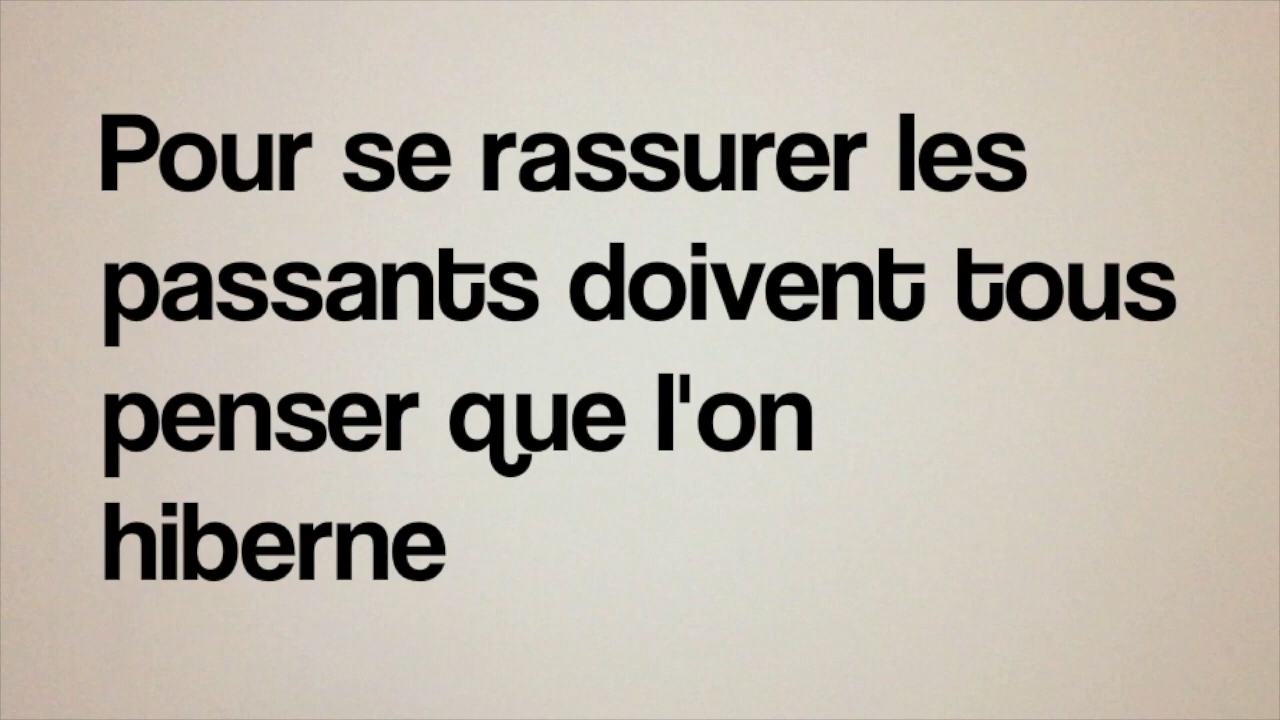 Pour se rassurer les
passants doivent tous
penser que l'on
hiberne